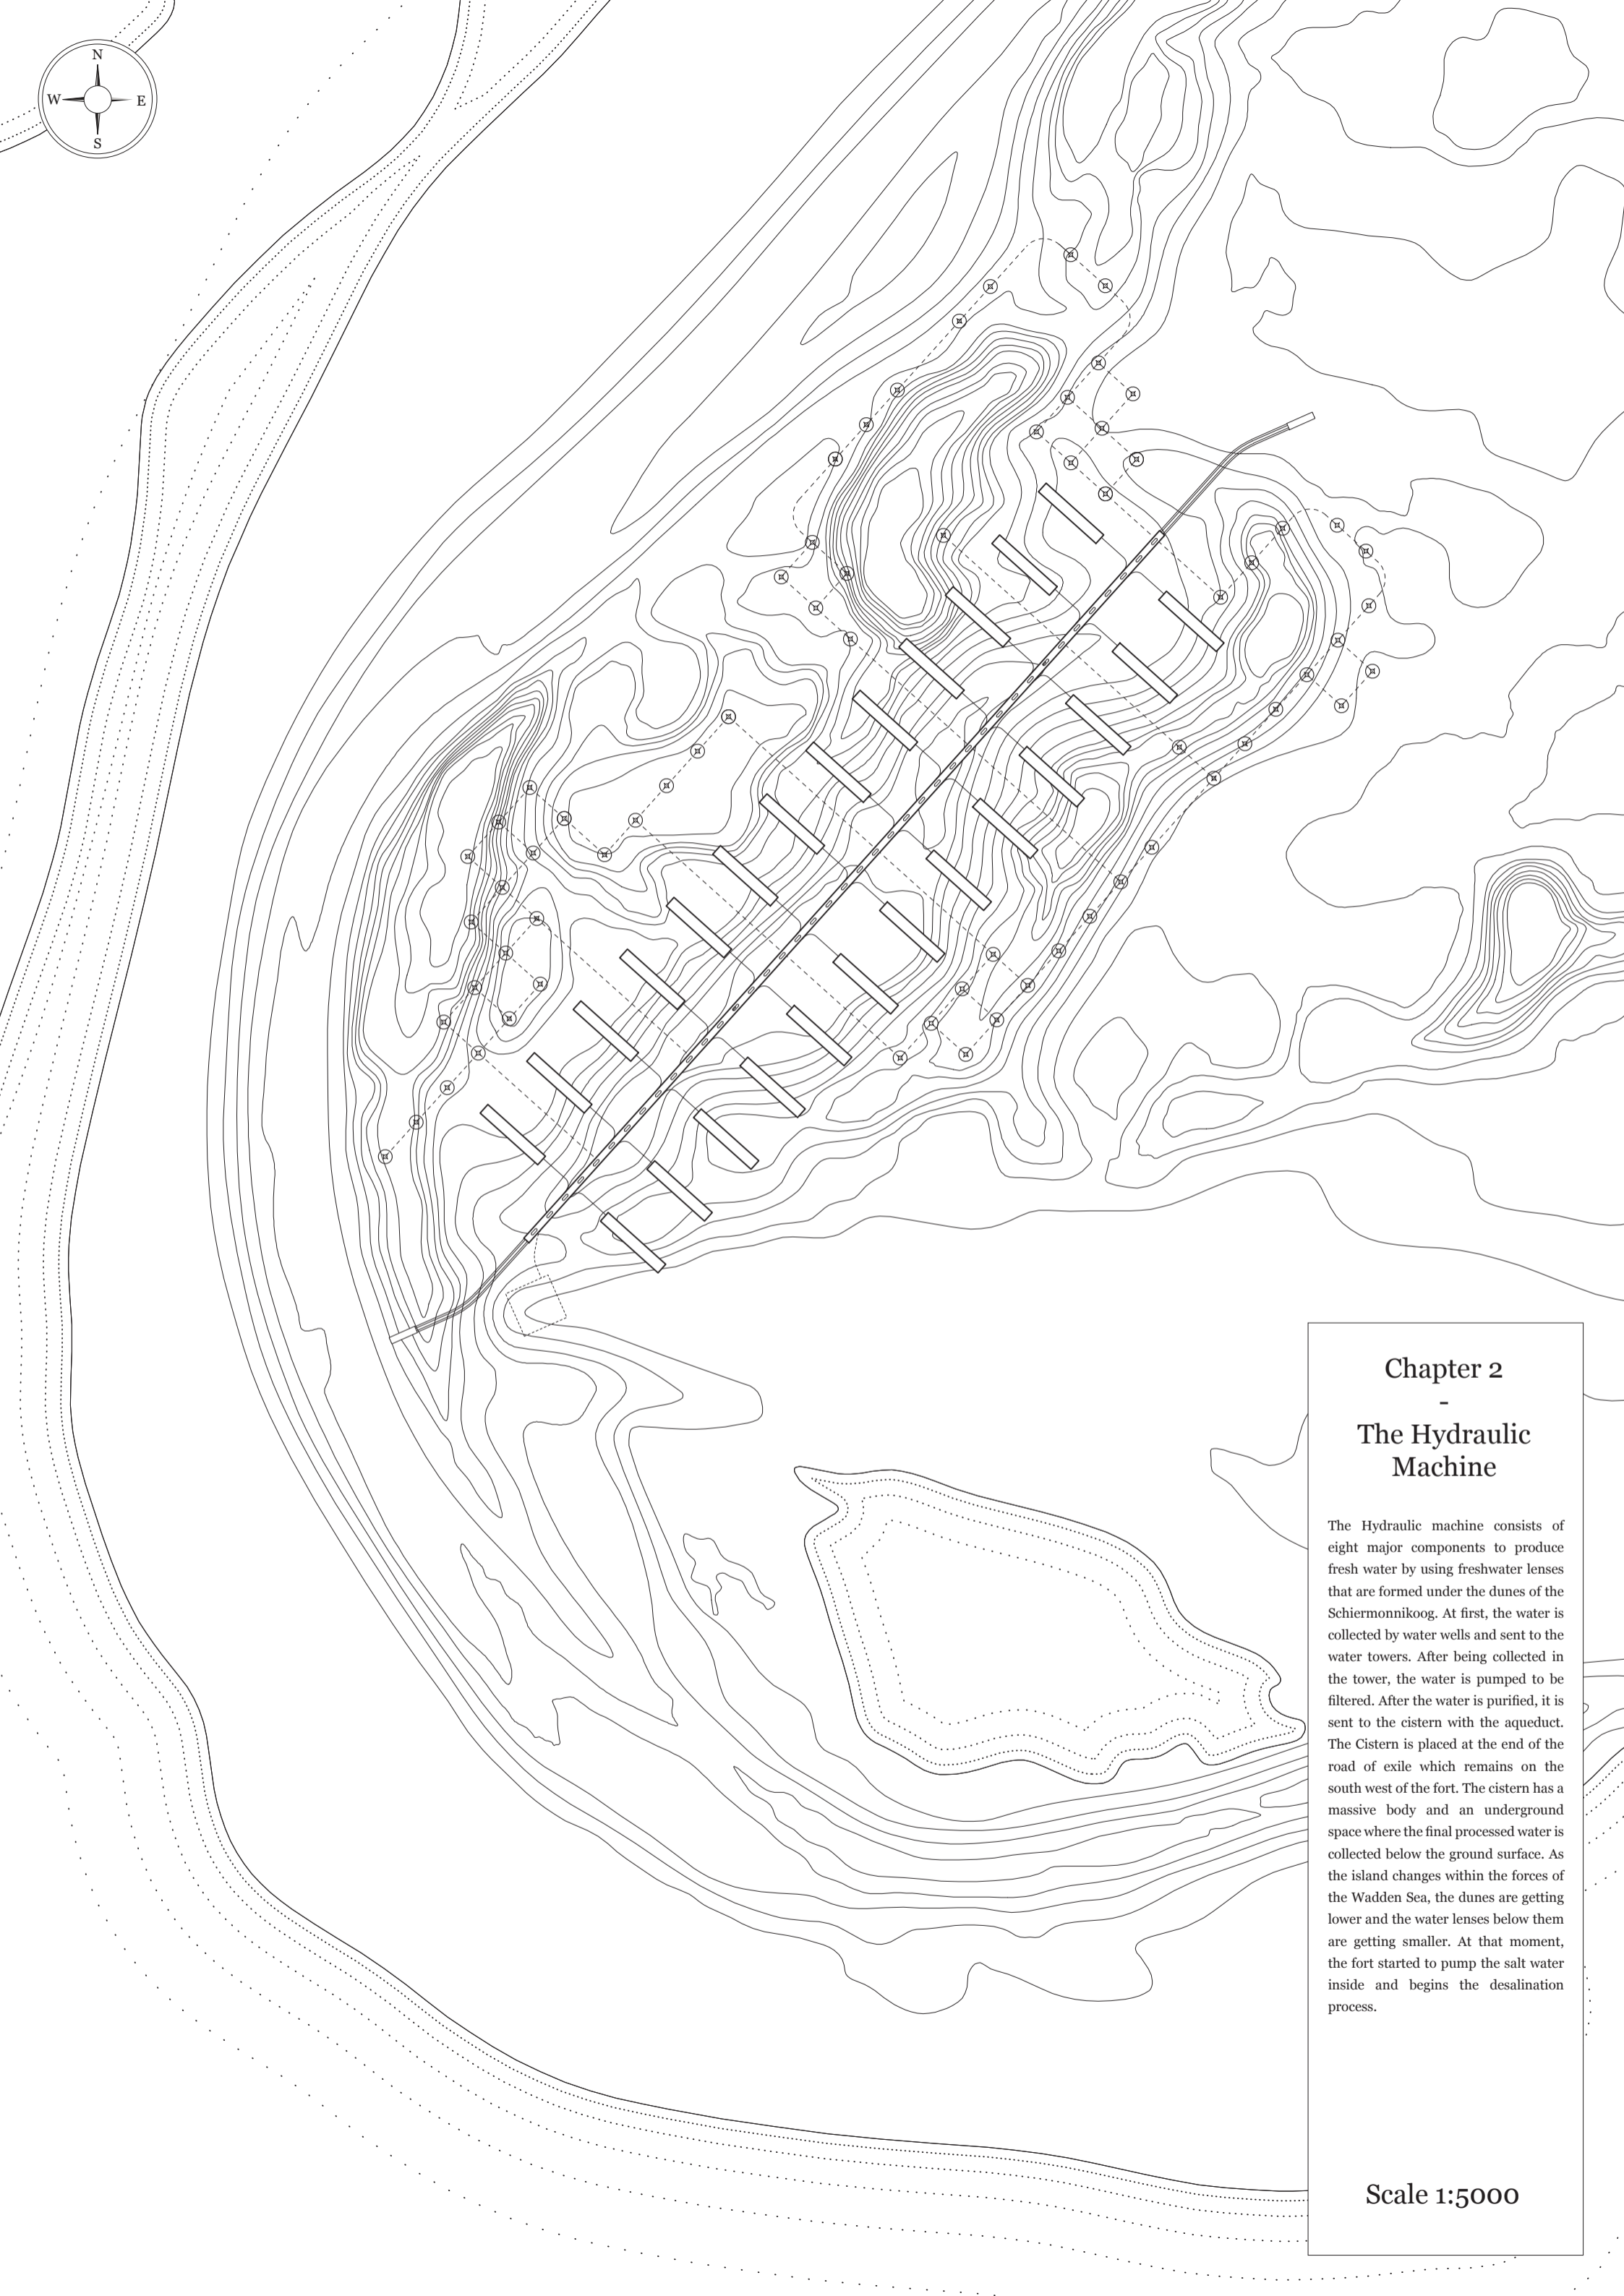 N
W E
S
Chapter 2
-
The Hydraulic
Machine
The Hydraulic machine consists of
eight major components to produce
fresh water by using freshwater lenses
that are formed under the dunes of the
Schiermonnikoog. At first, the water is
collected by water wells and sent to the
water towers. After being collected in
the tower, the water is pumped to be
filtered. After the water is purified, it is
sent to the cistern with the aqueduct.
The Cistern is placed at the end of the
road of exile which remains on the
south west of the fort. The cistern has a
massive body and an underground
space where the final processed water is
collected below the ground surface. As
the island changes within the forces of
the Wadden Sea, the dunes are getting
lower and the water lenses below them
are getting smaller. At that moment,
the fort started to pump the salt water
inside and begins the desalination
process.
Scale 1:5000